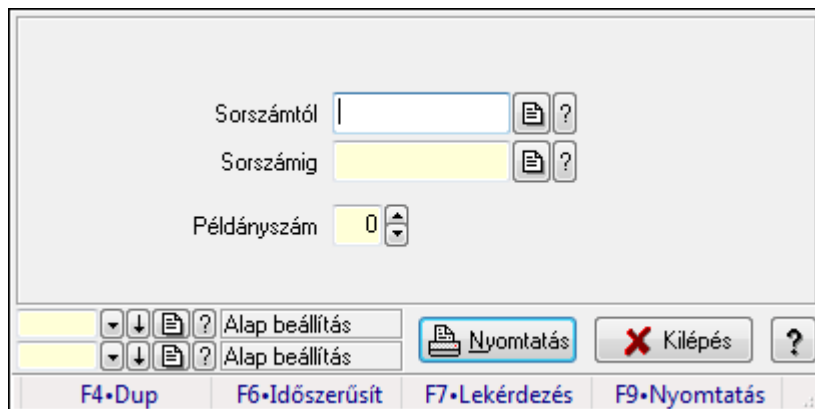 Sorszámtól ?
Sorszámig ?
Példányszám 0
? Alap beállítás
? Alap beállítás
Nyomtatás Kilépés ?
F4•Dup F6•Időszerűsít F7•Lekérdezés F9•Nyomtatás